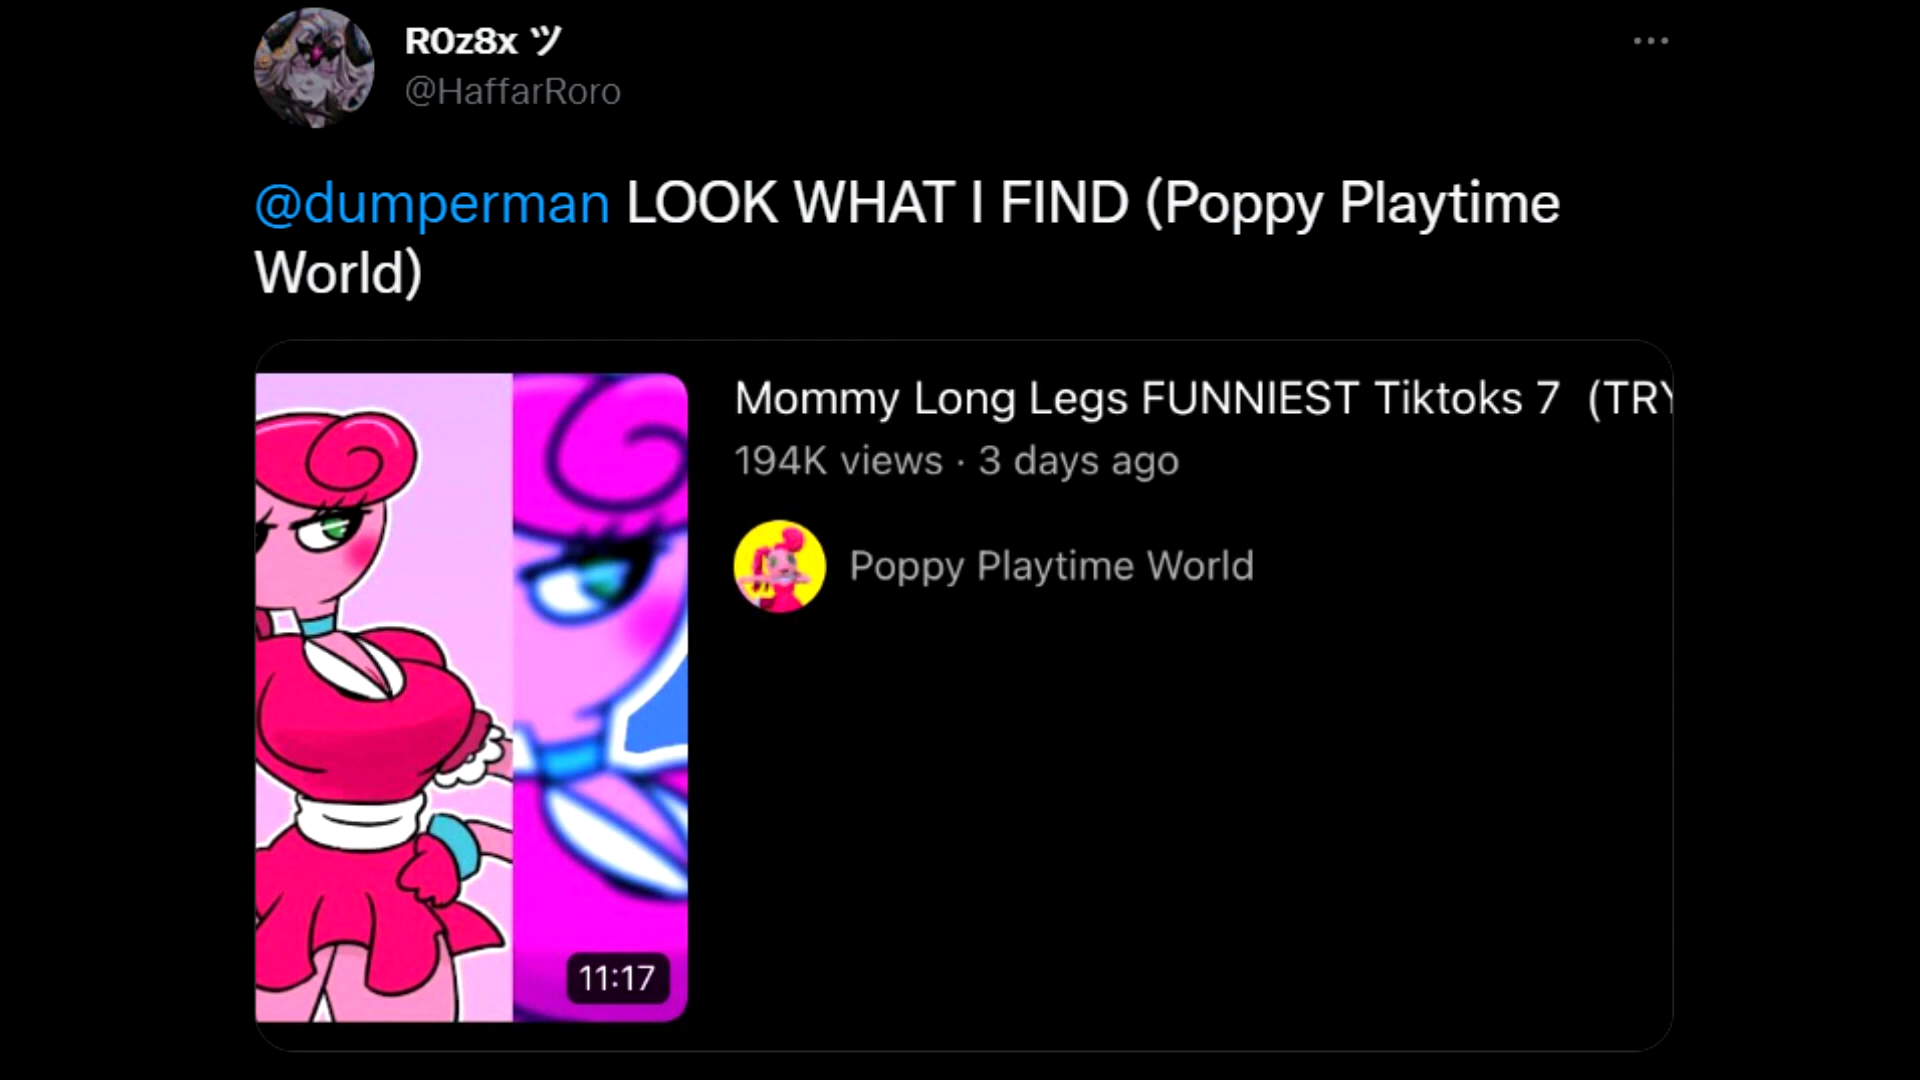 R0z8x ツ
@HaffarRoro
@dumperman LOOK WHAT I FIND (Poppy Playtime
World)
Mommy Long Legs FUNNIEST Tiktoks 7 (TRY
194K views · 3 days ago
Poppy Playtime World
11:17